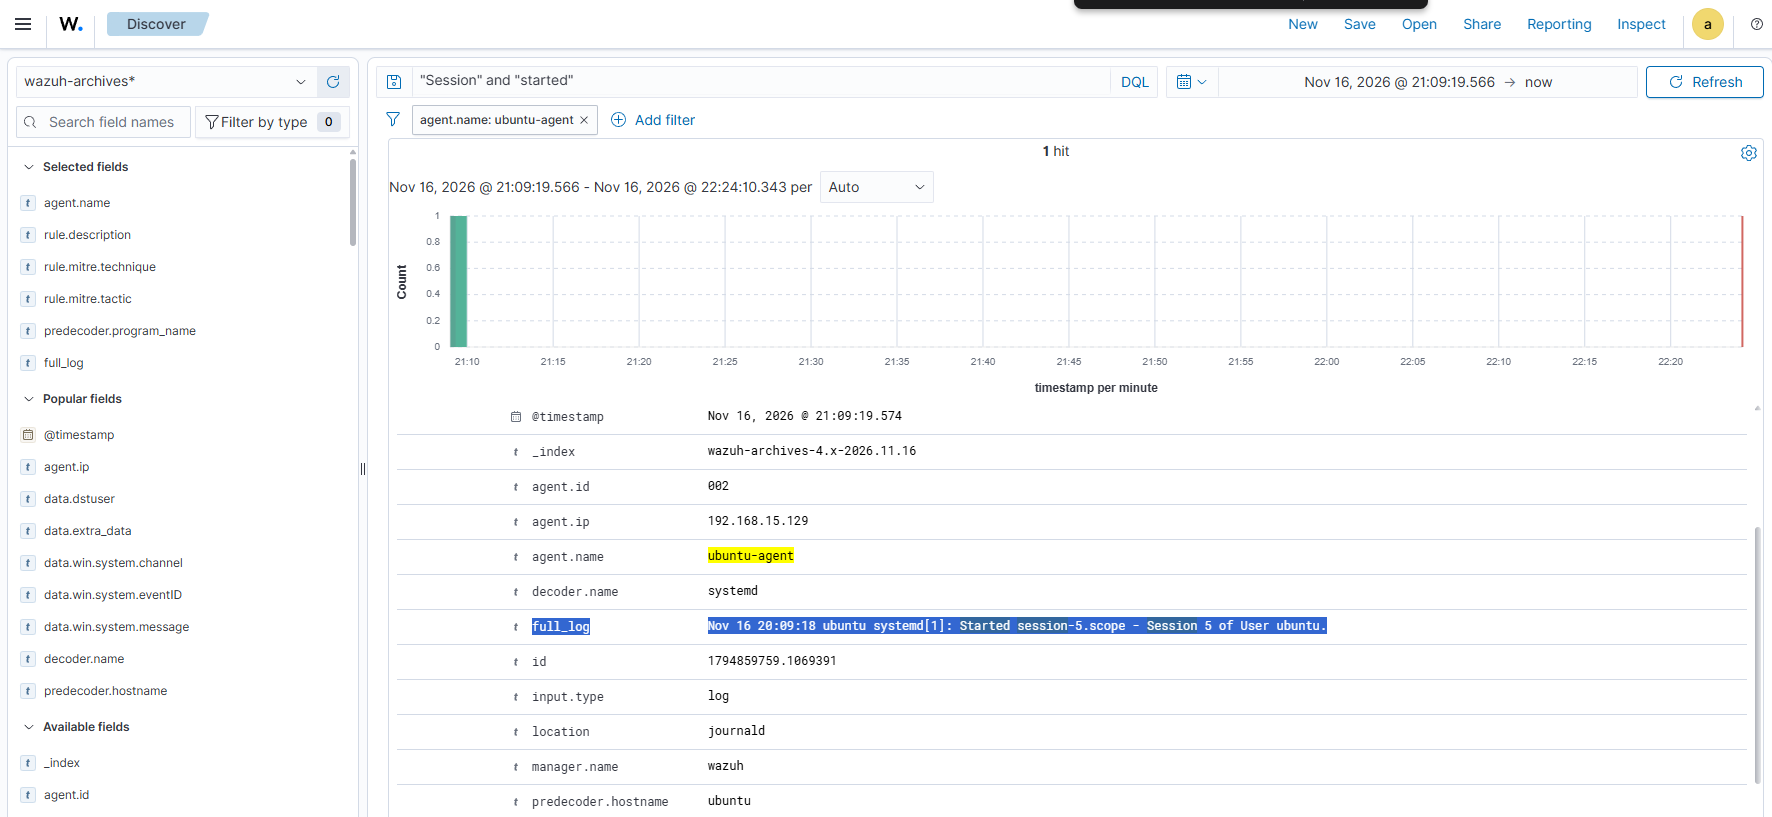 W. Discover New Save Open Share Reporting Inspect a
wazuh-archives*
"Session" and "started" DQL Nov 16, 2026 @ 21:09:19.566 → now Refresh
Search field names Filter by type 0
agent.name: ubuntu-agent × Add filter
1 hit
Nov 16, 2026 @ 21:09:19.566 - Nov 16, 2026 @ 22:24:10.343 per Auto
Selected fields
t agent.name
t rule.description
t rule.mitre.technique
t rule.mitre.tactic
t predecoder.program_name
t full_log
Popular fields
@timestamp
t agent.ip
t data.dstuser
t data.extra_data
t data.win.system.channel
t data.win.system.eventID
t data.win.system.message
t decoder.name
t predecoder.hostname
Available fields
t _index
t agent.id
Count
1
0.8
0.6
0.4
0.2
0
21:10 21:15 21:20 21:25 21:30 21:35 21:40 21:45 21:50 21:55 22:00 22:05 22:10 22:15 22:20
timestamp per minute
@timestamp Nov 16, 2026 @ 21:09:19.574
t _index wazuh-archives-4.x-2026.11.16
t agent.id 002
t agent.ip 192.168.15.129
t agent.name ubuntu-agent
t decoder.name systemd
t full_log Nov 16 20:09:18 ubuntu systemd[1]: Started session-5.scope - Session 5 of User ubuntu.
t id 1794859759.1069391
t input.type log
t location journald
t manager.name wazuh
t predecoder.hostname ubuntu